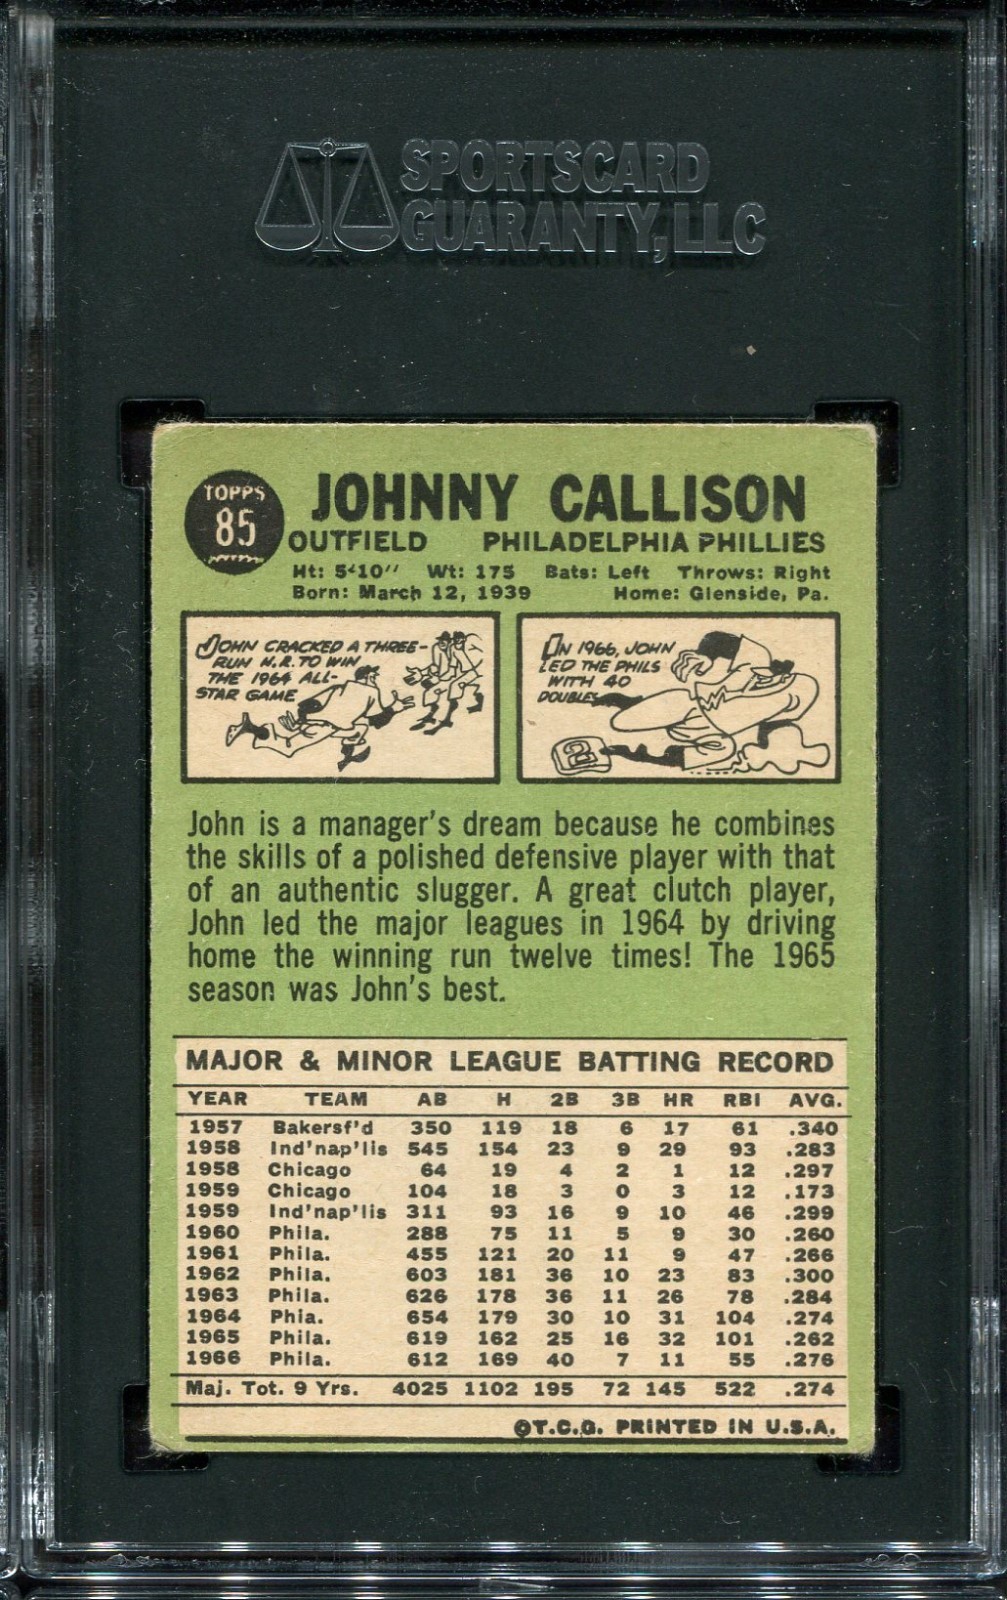 SPORTSCARD
GUARANTY, LLC
TOPPS
85
JOHNNY CALLISON
OUTFIELD PHILADELPHIA PHILLIES
Ht: 5'10" Wt: 175 Bats: Left Throws: Right
Born: March 12, 1939 Home: Glenside, Pa.
JOHN CRACKED A THREE-
RUN H.R. TO WIN
THE 1964 ALL-
STAR GAME
IN 1966, JOHN
LED THE PHILS
WITH 40
DOUBLES
2
John is a manager's dream because he combines
the skills of a polished defensive player with that
of an authentic slugger. A great clutch player,
John led the major leagues in 1964 by driving
home the winning run twelve times! The 1965
season was John's best.
MAJOR & MINOR LEAGUE BATTING RECORD
YEAR TEAM AB H 2B 3B HR RBI AVG.
1957 Bakersf'd 350 119 18 6 17 61 .340
1958 Ind'nap'lis 545 154 23 9 29 93 .283
1958 Chicago 64 19 4 2 1 12 .297
1959 Chicago 104 18 3 0 3 12 .173
1959 Ind'nap'lis 311 93 16 9 10 46 .299
1960 Phila. 288 75 11 5 9 30 .260
1961 Phila. 455 121 20 11 9 47 .266
1962 Phila. 603 181 36 10 23 83 .300
1963 Phila. 626 178 36 11 26 78 .284
1964 Phia. 654 179 30 10 31 104 .274
1965 Phila. 619 162 25 16 32 101 .262
1966 Phila. 612 169 40 7 11 55 .276
Maj. Tot. 9 Yrs. 4025 1102 195 72 145 522 .274
©T.C.G. PRINTED IN U.S.A.